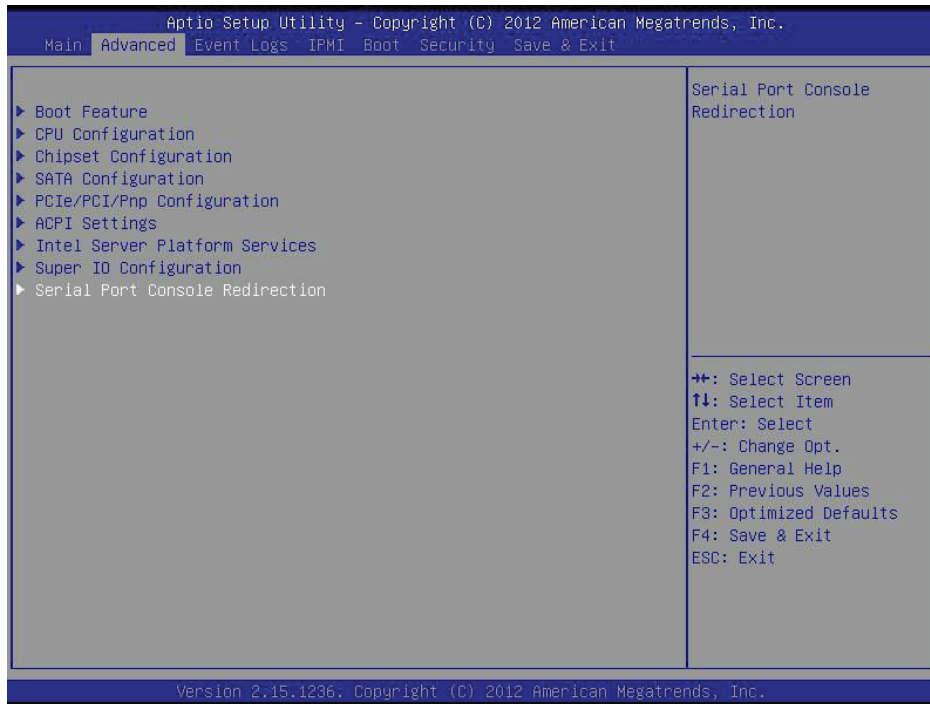 Aptio Setup Utility – Copyright (C) 2012 American Megatrends, Inc.
Main Advanced Event Logs IPMI Boot Security Save & Exit
Boot Feature
CPU Configuration
Chipset Configuration
SATA Configuration
PCIe/PCI/Pnp Configuration
ACPI Settings
Intel Server Platform Services
Super IO Configuration
Serial Port Console Redirection
Serial Port Console
Redirection
→←: Select Screen
↑↓: Select Item
Enter: Select
+/-: Change Opt.
F1: General Help
F2: Previous Values
F3: Optimized Defaults
F4: Save & Exit
ESC: Exit
Version 2.15.1236. Copyright (C) 2012 American Megatrends, Inc.